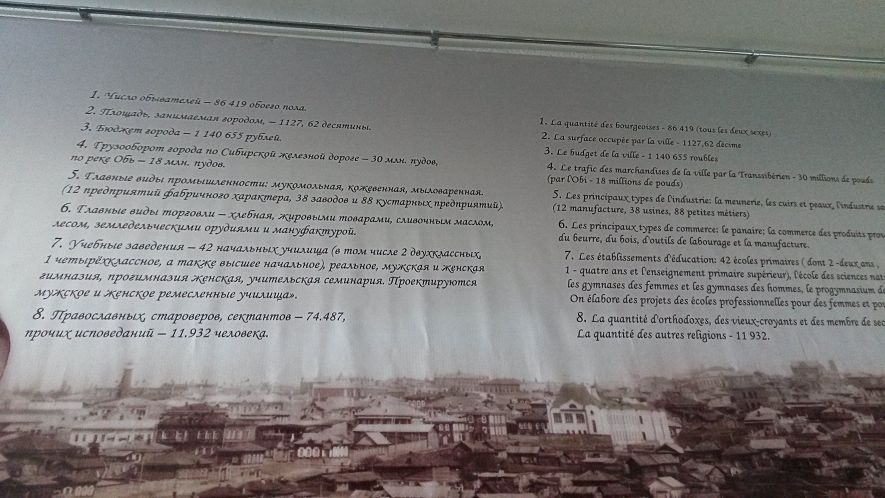 1. Число обывателей – 86 419 обоего пола.
2. Площадь, занимаемая городом, – 1127, 62 десятины.
3. Бюджет города – 1 140 655 рублей.
4. Грузооборот города по Сибирской железной дороге – 30 млн. пудов,
по реке Обь – 18 млн. пудов.
5. Главные виды промышленности: мукомольная, кожевенная, мыловаренная.
(12 предприятий фабричного характера, 38 заводов и 88 кустарных предприятий).
6. Главные виды торговли – хлебная, жировыми товарами, сливочным маслом,
лесом, земледельческими орудиями и мануфактурой.
7. Учебные заведения – 42 начальных училища (в том числе 2 двухклассных,
1 четырёхклассное, а также высшее начальное), реальное, мужская и женская
гимназия, прогимназия женская, учительская семинария. Проектируются
мужское и женское ремесленные училища».
8. Православных, староверов, сектантов – 74.487,
прочих исповеданий – 11.932 человека.
1. La quantité des bourgeoises - 86 419 (tous les deux sexes)
2. La surface occupée par la ville - 1127,62 décime
3. Le budget de la ville - 1 140 655 roubles
4. Le trafic des marchandises de la ville par la Transsibérien - 30 millions de pouds
(par l'Obi - 18 millions de pouds)
5. Les principaux types de l'industrie: la meunerie, les cuirs et peaux, l'industrie
(12 manufacture, 38 usines, 88 petites métiers)
6. Les principaux types de commerce: le panaire; la commerce des produits
du beurre, du bois, d'outils de labourage et la manufacture.
7. Les établissements d'éducation: 42 écoles primaires ( dont 2 -deux ans ,
1 - quatre ans et l'enseignement primaire supérieur), l'école des sciences
les gymnases des femmes et les gymnases des hommes, le progymnasium
On élabore des projets des écoles professionnelles pour des femmes et
8. La quantité d'orthodoxes, des vieux-croyants et des membre de
La quantité des autres religions - 11 932.